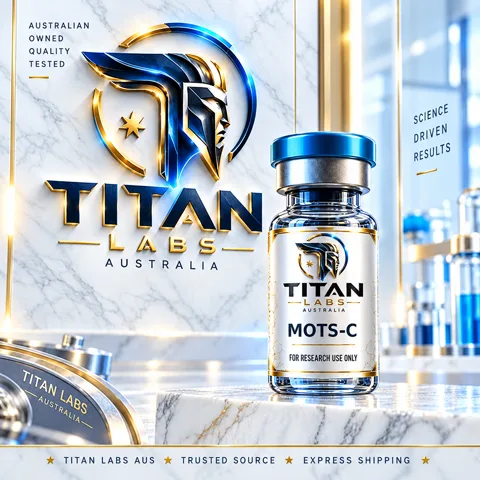 AUSTRALIAN
OWNED
QUALITY
TESTED
TITAN
LABS
AUSTRALIA
SCIENCE
DRIVEN
RESULTS
TITAN
LABS
AUSTRALIA
MOTS-C
FOR RESEARCH USE ONLY
TITAN LABS
AUSTRALIA
★ TITAN LABS AUS ★ TRUSTED SOURCE ★ EXPRESS SHIPPING ★